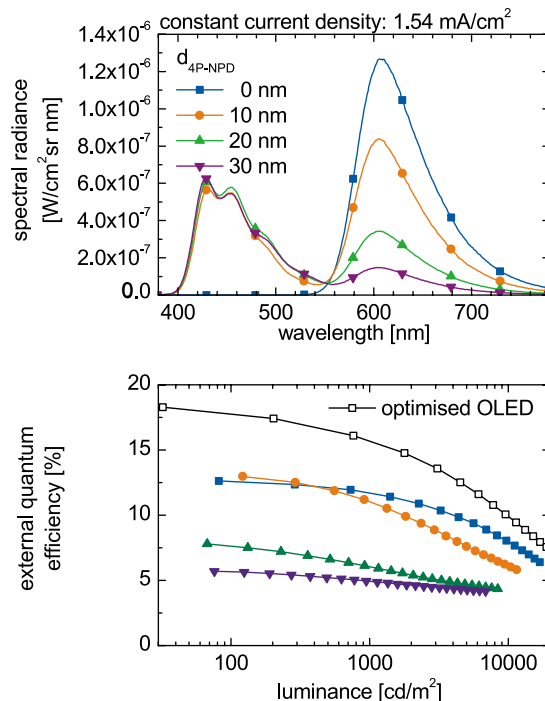 constant current density: 1.54 mA/cm²
1.4x10⁻⁶
1.2x10⁻⁶
1.0x10⁻⁶
8.0x10⁻⁷
6.0x10⁻⁷
4.0x10⁻⁷
2.0x10⁻⁷
0.0
spectral radiance
[W/cm²sr nm]
d4P-NPD
0 nm
10 nm
20 nm
30 nm
400 500 600 700
wavelength [nm]
20
15
10
5
0
external quantum
efficiency [%]
optimised OLED
100 1000 10000
luminance [cd/m²]